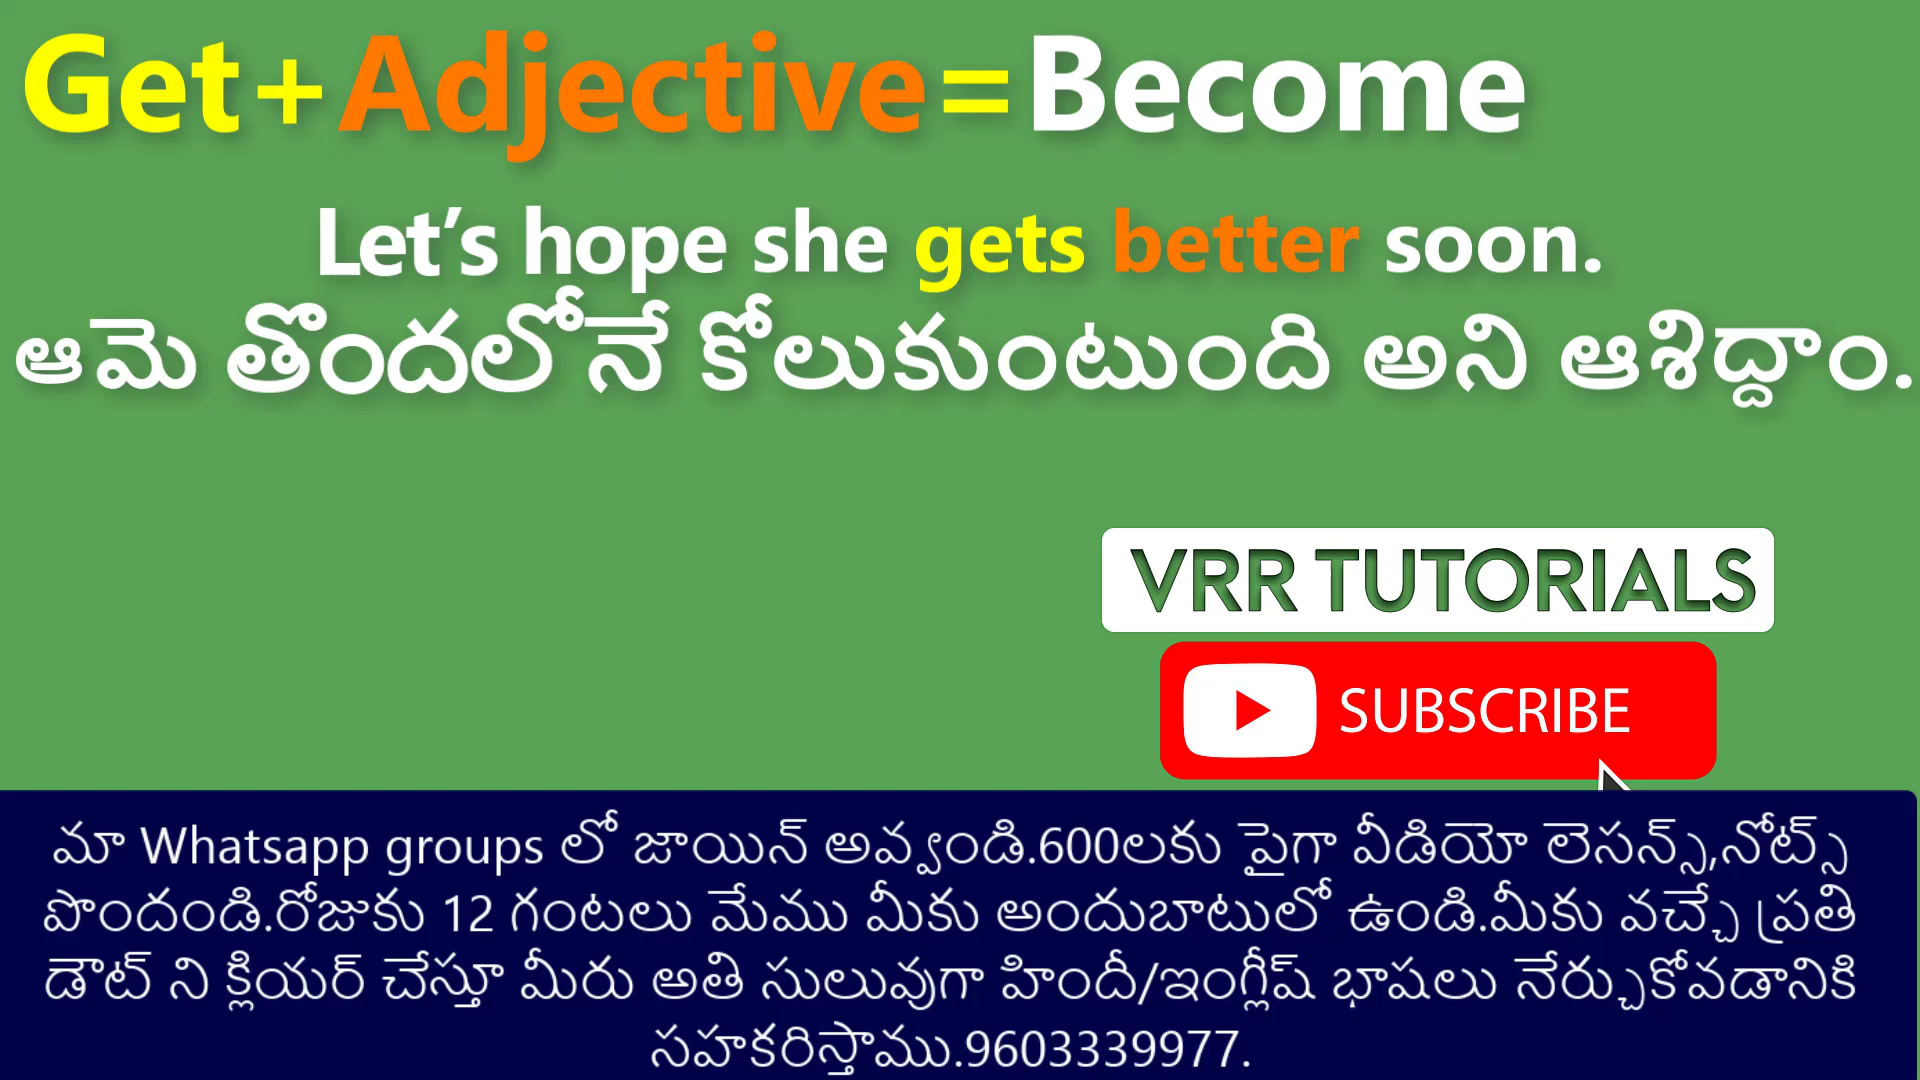 Get+Adjective=Become
Let’s hope she gets better soon.
ఆమె తొందలోనే కోలుకుంటుంది అని ఆశిద్దాం.
VRR TUTORIALS
SUBSCRIBE
మా Whatsapp groups లో జాయిన్ అవ్వండి.600లకు పైగా వీడియో లెసన్స్,నోట్స్
పొందండి.రోజుకు 12 గంటలు మేము మీకు అందుబాటులో ఉండి.మీకు వచ్చే ప్రతి
డౌట్ ని క్లియర్ చేస్తూ మీరు అతి సులువుగా హిందీ/ఇంగ్లీష్ భాషలు నేర్చుకోవడానికి
సహకరిస్తాము.9603339977.